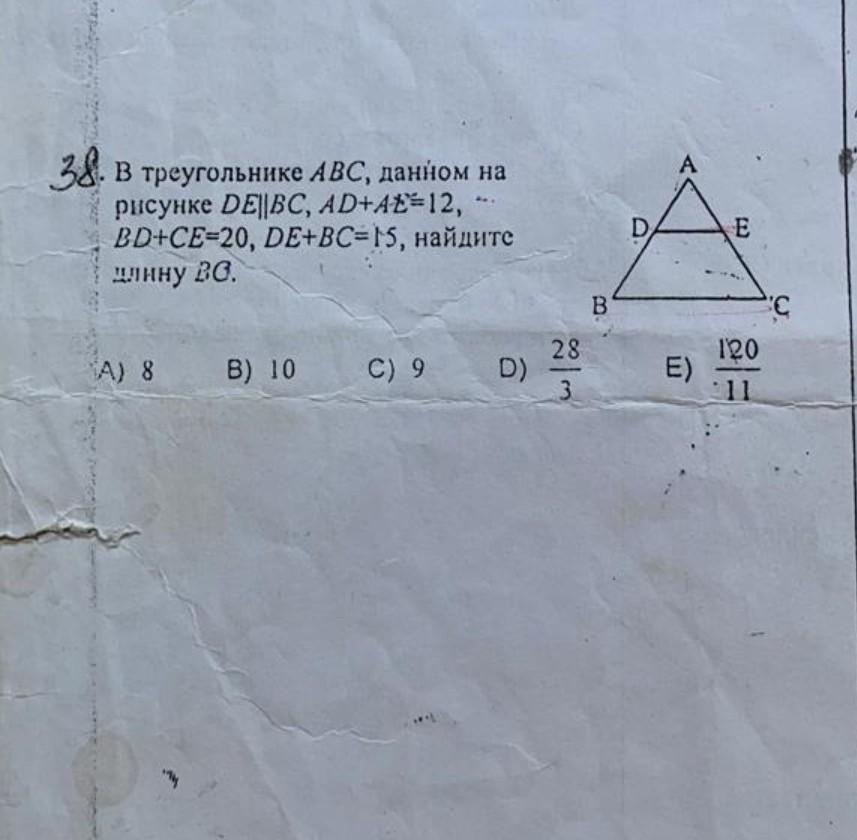 38. В треугольнике ABC, данном на
рисунке DE||BC, AD+AE=12,
BD+CE=20, DE+BC=15, найдите
длину BC.
A
D
E
B
C
A) 8 B) 10 C) 9 D) 28/3 E) 120/11